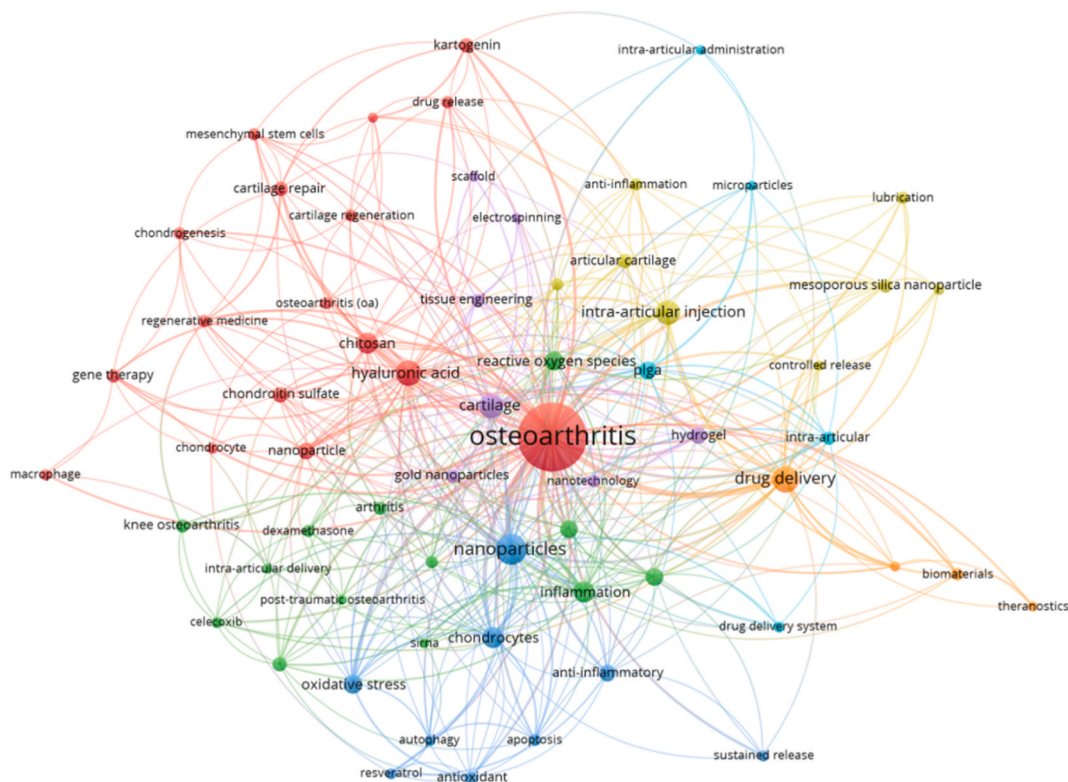 kartogenin
intra-articular administration
drug release
mesenchymal stem cells
scaffold
anti-inflammation
microparticles
cartilage repair
lubrication
cartilage regeneration
electrospinning
chondrogenesis
articular cartilage
mesoporous silica nanoparticle
osteoarthritis (oa)
tissue engineering
intra-articular injection
regenerative medicine
chitosan
reactive oxygen species
plga
controlled release
gene therapy
hyaluronic acid
chondroitin sulfate
cartilage
osteoarthritis
hydrogel
intra-articular
chondrocyte
nanoparticle
macrophage
gold nanoparticles
nanotechnology
drug delivery
arthritis
knee osteoarthritis
dexamethasone
nanoparticles
intra-articular delivery
biomaterials
post-traumatic osteoarthritis
inflammation
theranostics
celecoxib
sirna
chondrocytes
drug delivery system
oxidative stress
anti-inflammatory
autophagy
apoptosis
sustained release
resveratrol
antioxidant